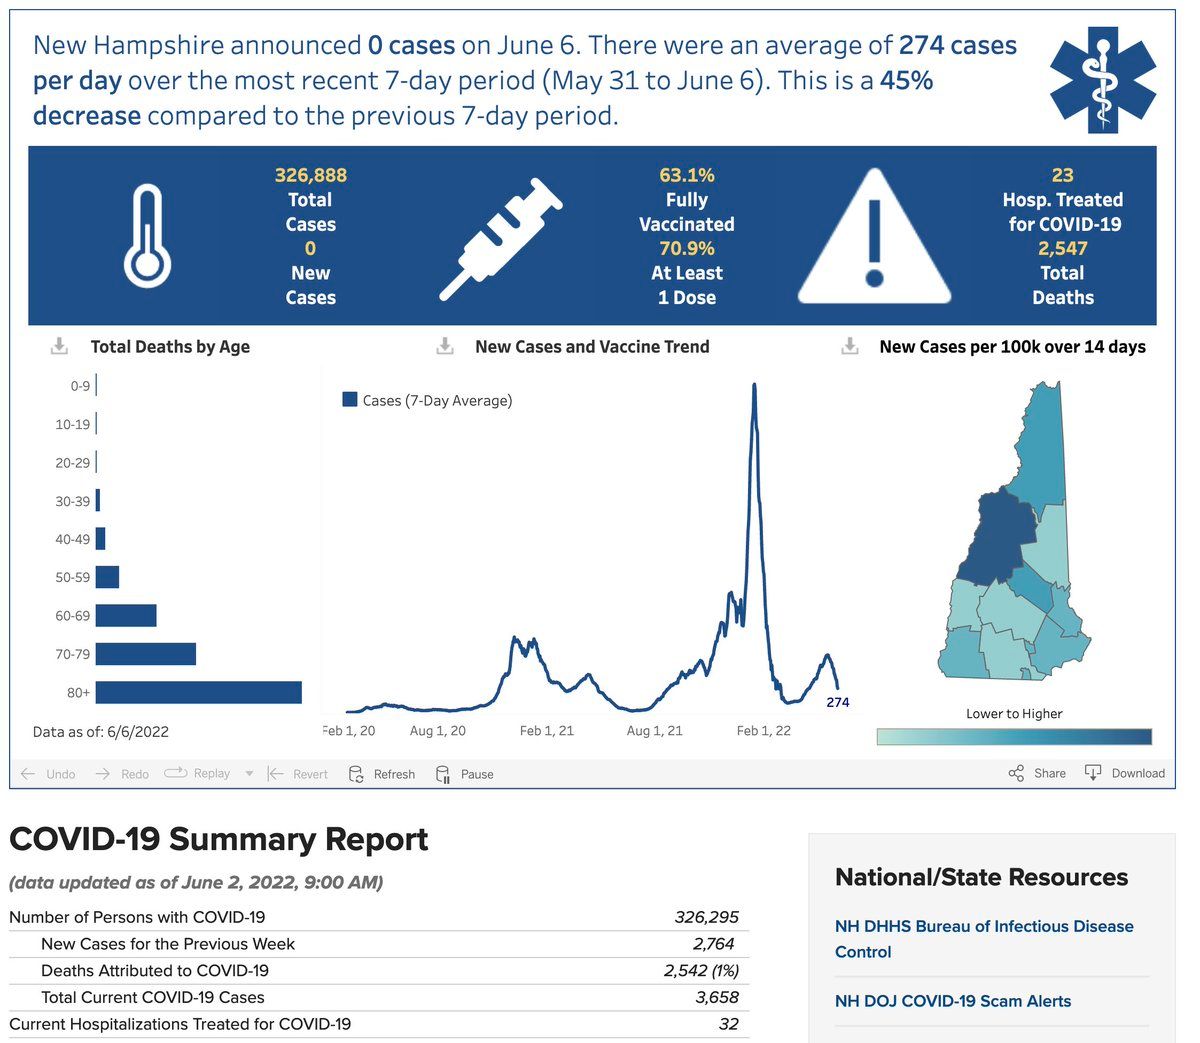 New Hampshire announced 0 cases on June 6. There were an average of 274 cases
per day over the most recent 7-day period (May 31 to June 6). This is a 45%
decrease compared to the previous 7-day period.
326,888
Total
Cases
0
New
Cases
63.1%
Fully
Vaccinated
70.9%
At Least
1 Dose
23
Hosp. Treated
for COVID-19
2,547
Total
Deaths
Total Deaths by Age
0-9
10-19
20-29
30-39
40-49
50-59
60-69
70-79
80+
Data as of: 6/6/2022
New Cases and Vaccine Trend
Cases (7-Day Average)
274
Feb 1, 20
Aug 1, 20
Feb 1, 21
Aug 1, 21
Feb 1, 22
New Cases per 100k over 14 days
Lower to Higher
Undo
Redo
Replay
Revert
Refresh
Pause
Share
Download
COVID-19 Summary Report
(data updated as of June 2, 2022, 9:00 AM)
Number of Persons with COVID-19 326,295
New Cases for the Previous Week 2,764
Deaths Attributed to COVID-19 2,542 (1%)
Total Current COVID-19 Cases 3,658
Current Hospitalizations Treated for COVID-19 32
National/State Resources
NH DHHS Bureau of Infectious Disease
Control
NH DOJ COVID-19 Scam Alerts